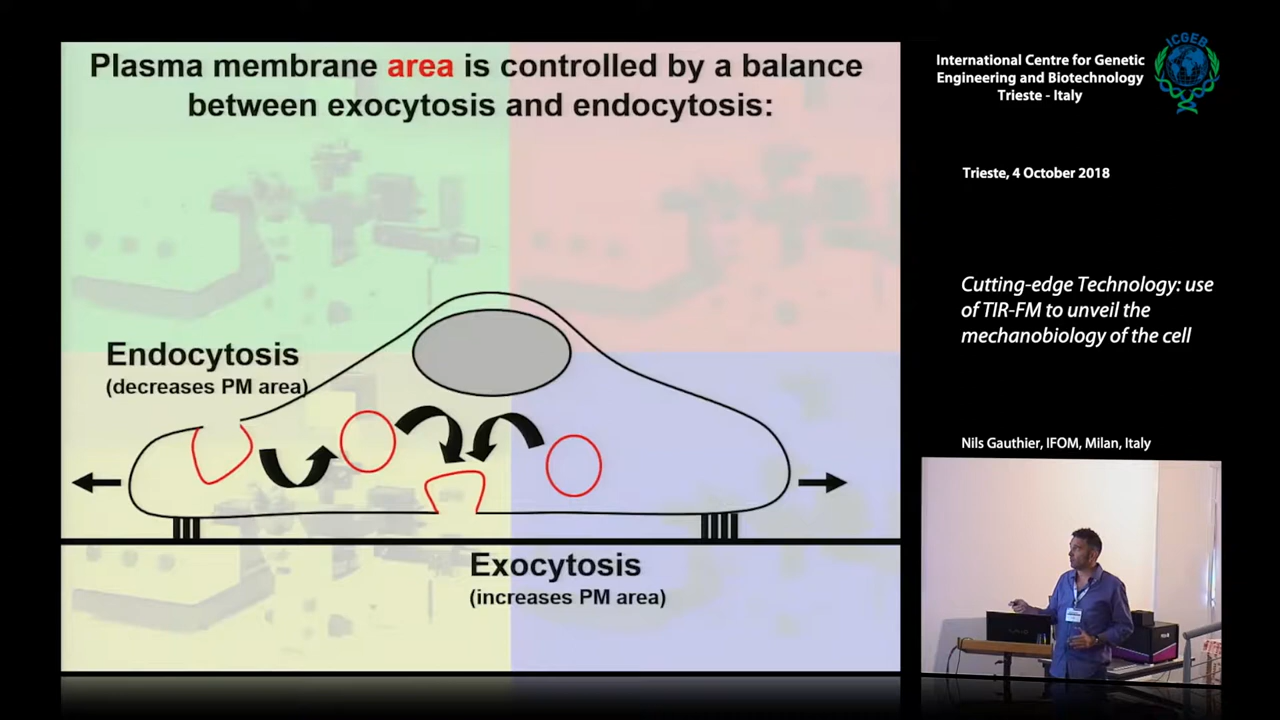 Plasma membrane area is controlled by a balance
between exocytosis and endocytosis:
Endocytosis
(decreases PM area)
Exocytosis
(increases PM area)
International Centre for Genetic
Engineering and Biotechnology
Trieste - Italy
ICGEB
Trieste, 4 October 2018
Cutting-edge Technology: use
of TIR-FM to unveil the
mechanobiology of the cell
Nils Gauthier, IFOM, Milan, Italy